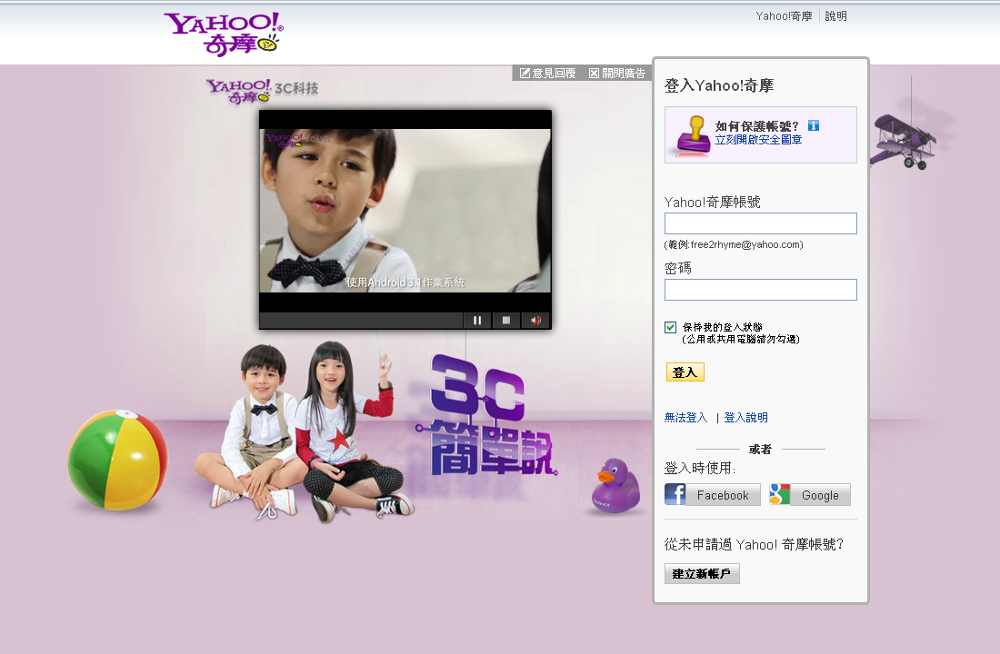 YAHOO!
奇摩
Yahoo!奇摩 | 說明
意見回覆 關閉廣告
YAHOO!
奇摩
3C科技
YAHOO!
奇摩
使用Android 3.1作業系統
3C
簡單說
YAHOO!
登入Yahoo!奇摩
如何保護帳號?
立刻開啟安全圖章
Yahoo!奇摩帳號
(範例:free2rhyme@yahoo.com)
密碼
保持我的登入狀態
(公用或共用電腦請勿勾選)
登入
無法登入 | 登入說明
或者
登入時使用:
Facebook Google
從未申請過 Yahoo! 奇摩帳號?
建立新帳戶